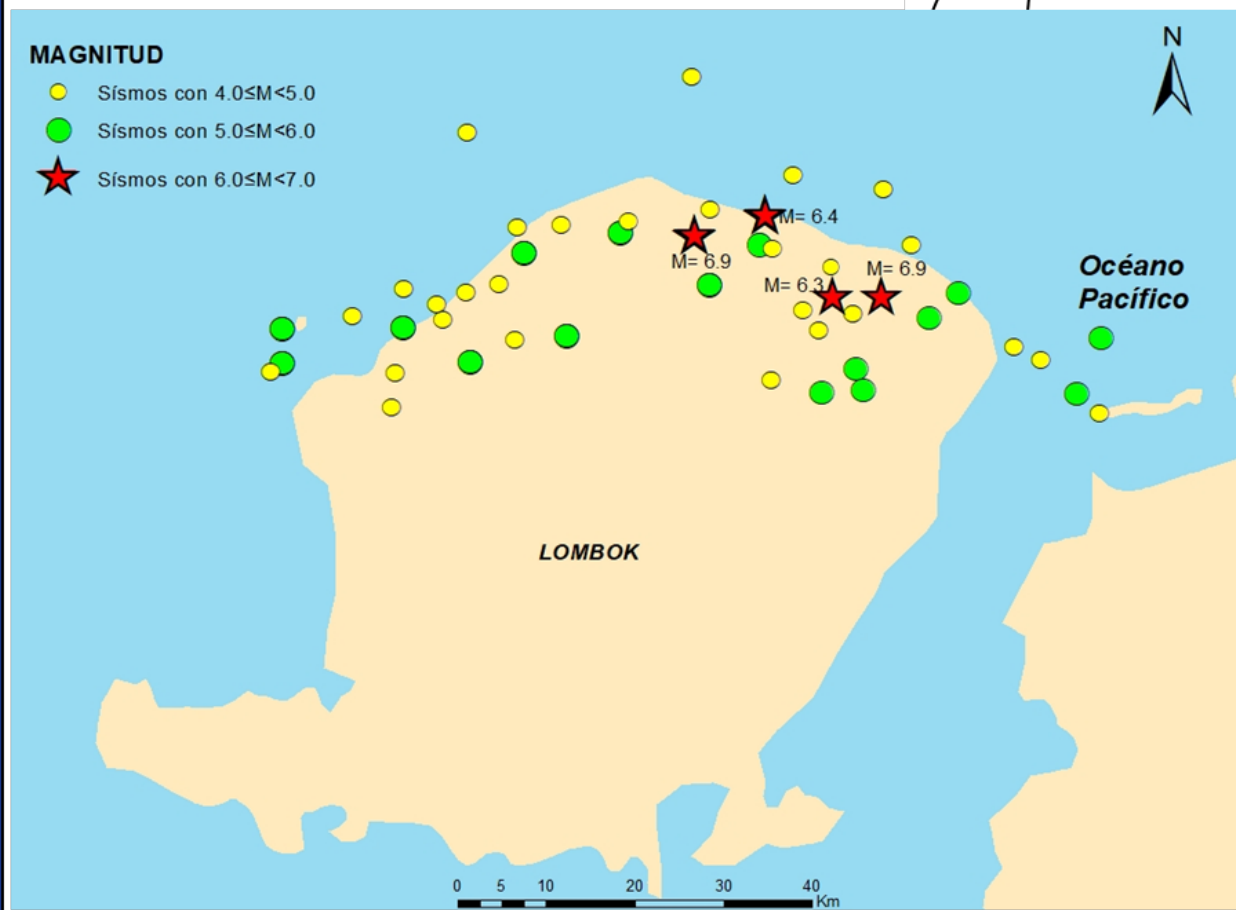 MAGNITUD
Sísmos con 4.0≤M<5.0
Sísmos con 5.0≤M<6.0
Sísmos con 6.0≤M<7.0
N
M= 6.4
M= 6.9
M= 6.3
M= 6.9
Océano
Pacífico
LOMBOK
0 5 10 20 30 40
Km